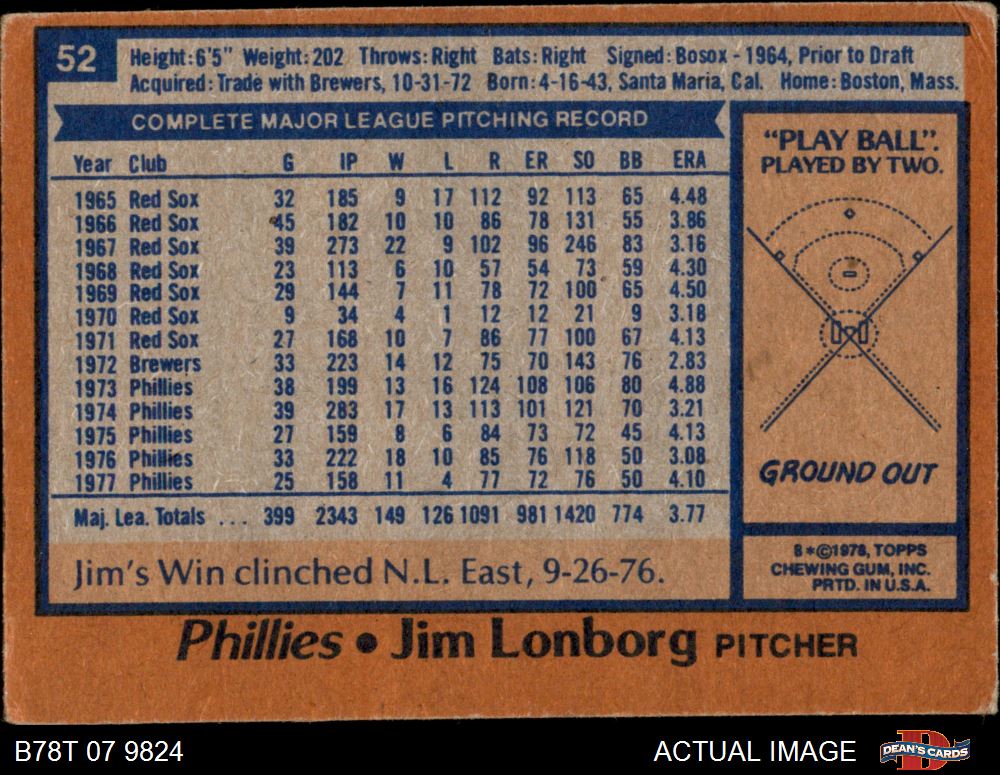 52
Height: 6'5" Weight: 202 Throws: Right Bats: Right Signed: Bosox - 1964, Prior to Draft
Acquired: Trade with Brewers, 10-31-72 Born: 4-16-43, Santa Maria, Cal. Home: Boston, Mass.
COMPLETE MAJOR LEAGUE PITCHING RECORD
Year Club G IP W L R ER SO BB ERA
1965 Red Sox 32 185 9 17 112 92 113 65 4.48
1966 Red Sox 45 182 10 10 86 78 131 55 3.86
1967 Red Sox 39 273 22 9 102 96 246 83 3.16
1968 Red Sox 23 113 6 10 57 54 73 59 4.30
1969 Red Sox 29 144 7 11 78 72 100 65 4.50
1970 Red Sox 9 34 4 1 12 12 21 9 3.18
1971 Red Sox 27 168 10 7 86 77 100 67 4.13
1972 Brewers 33 223 14 12 75 70 143 76 2.83
1973 Phillies 38 199 13 16 124 108 106 80 4.88
1974 Phillies 39 283 17 13 113 101 121 70 3.21
1975 Phillies 27 159 8 6 84 73 72 45 4.13
1976 Phillies 33 222 18 10 85 76 118 50 3.08
1977 Phillies 25 158 11 4 77 72 76 50 4.10
Maj. Lea. Totals ... 399 2343 149 126 1091 981 1420 774 3.77
Jim's Win clinched N.L. East, 9-26-76.
"PLAY BALL".
PLAYED BY TWO.
GROUND OUT
B*©1978, TOPPS
CHEWING GUM, INC.
PRTD. IN U.S.A.
Phillies • Jim Lonborg PITCHER
B78T 07 9824
ACTUAL IMAGE
DEAN'S CARDS